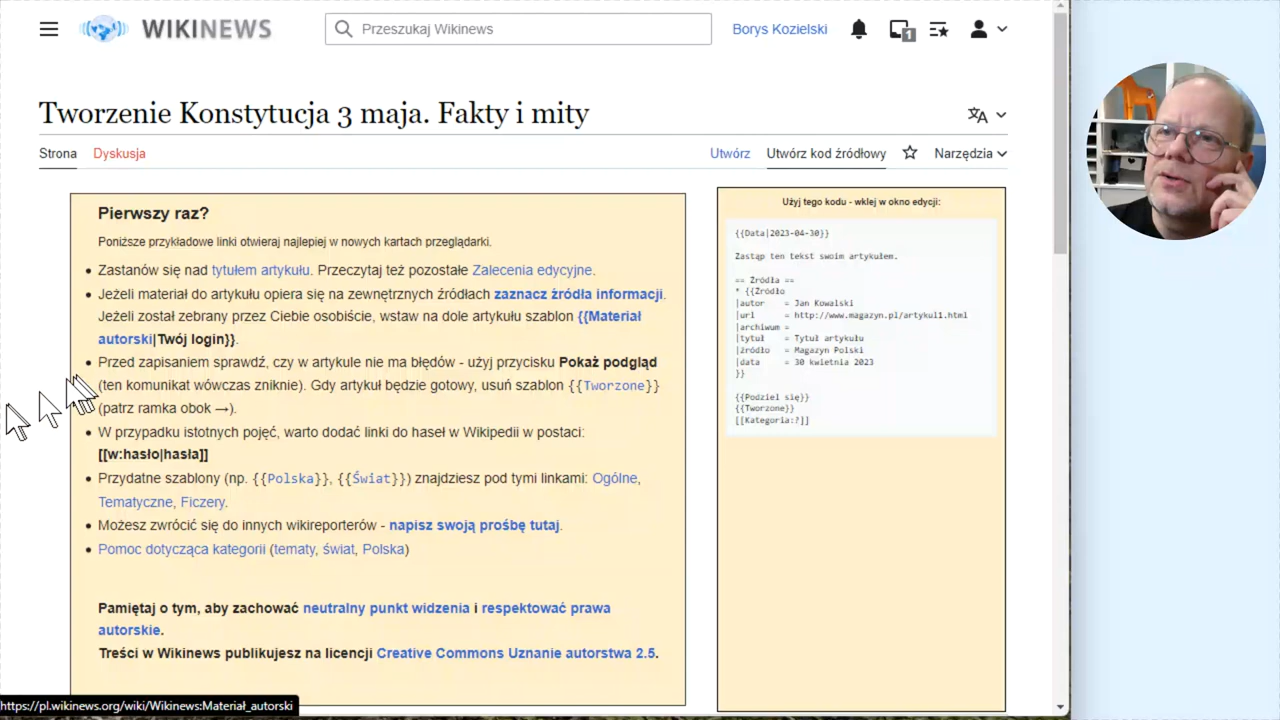 WIKINEWS
Przeszukaj Wikinews
Borys Kozielski
1
Tworzenie Konstytucja 3 maja. Fakty i mity
Strona Dyskusja
Utwórz Utwórz kod źródłowy Narzędzia
Pierwszy raz?
Poniższe przykładowe linki otwieraj najlepiej w nowych kartach przeglądarki.
Zastanów się nad tytułem artykułu. Przeczytaj też pozostałe Zalecenia edycyjne.
Jeżeli materiał do artykułu opiera się na zewnętrznych źródłach zaznacz źródła informacji.
Jeżeli został zebrany przez Ciebie osobiście, wstaw na dole artykułu szablon {{Materiał
autorski|Twój login}}.
Przed zapisaniem sprawdź, czy w artykule nie ma błędów - użyj przycisku Pokaż podgląd
(ten komunikat wówczas zniknie). Gdy artykuł będzie gotowy, usuń szablon {{Tworzone}}
(patrz ramka obok →).
W przypadku istotnych pojęć, warto dodać linki do haseł w Wikipedii w postaci:
[[w:hasło|hasła]]
Przydatne szablony (np. {{Polska}}, {{Świat}}) znajdziesz pod tymi linkami: Ogólne,
Tematyczne, Ficzery.
Możesz zwrócić się do innych wikireporterów - napisz swoją prośbę tutaj.
Pomoc dotycząca kategorii (tematy, świat, Polska)
Pamiętaj o tym, aby zachować neutralny punkt widzenia i respektować prawa
autorskie.
Treści w Wikinews publikujesz na licencji Creative Commons Uznanie autorstwa 2.5.
Użyj tego kodu - wklej w okno edycji:
{{Data|2023-04-30}}
Zastąp ten tekst swoim artykułem.
== Źródła ==
* {{Źródło
|autor = Jan Kowalski
|url = http://www.magazyn.pl/artykul1.html
|archiwum =
|tytuł = Tytuł artykułu
|źródło = Magazyn Polski
|data = 30 kwietnia 2023
}}
{{Podziel się}}
{{Tworzone}}
[[Kategoria:?]]
https://pl.wikinews.org/wiki/Wikinews:Materiał_autorski